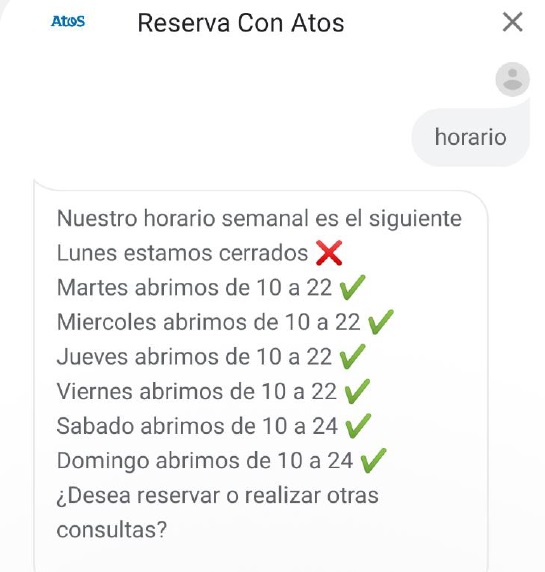 Atos
Reserva Con Atos
horario
Nuestro horario semanal es el siguiente
Lunes estamos cerrados ❌
Martes abrimos de 10 a 22 ✔
Miercoles abrimos de 10 a 22 ✔
Jueves abrimos de 10 a 22 ✔
Viernes abrimos de 10 a 22 ✔
Sabado abrimos de 10 a 24 ✔
Domingo abrimos de 10 a 24 ✔
¿Desea reservar o realizar otras
consultas?